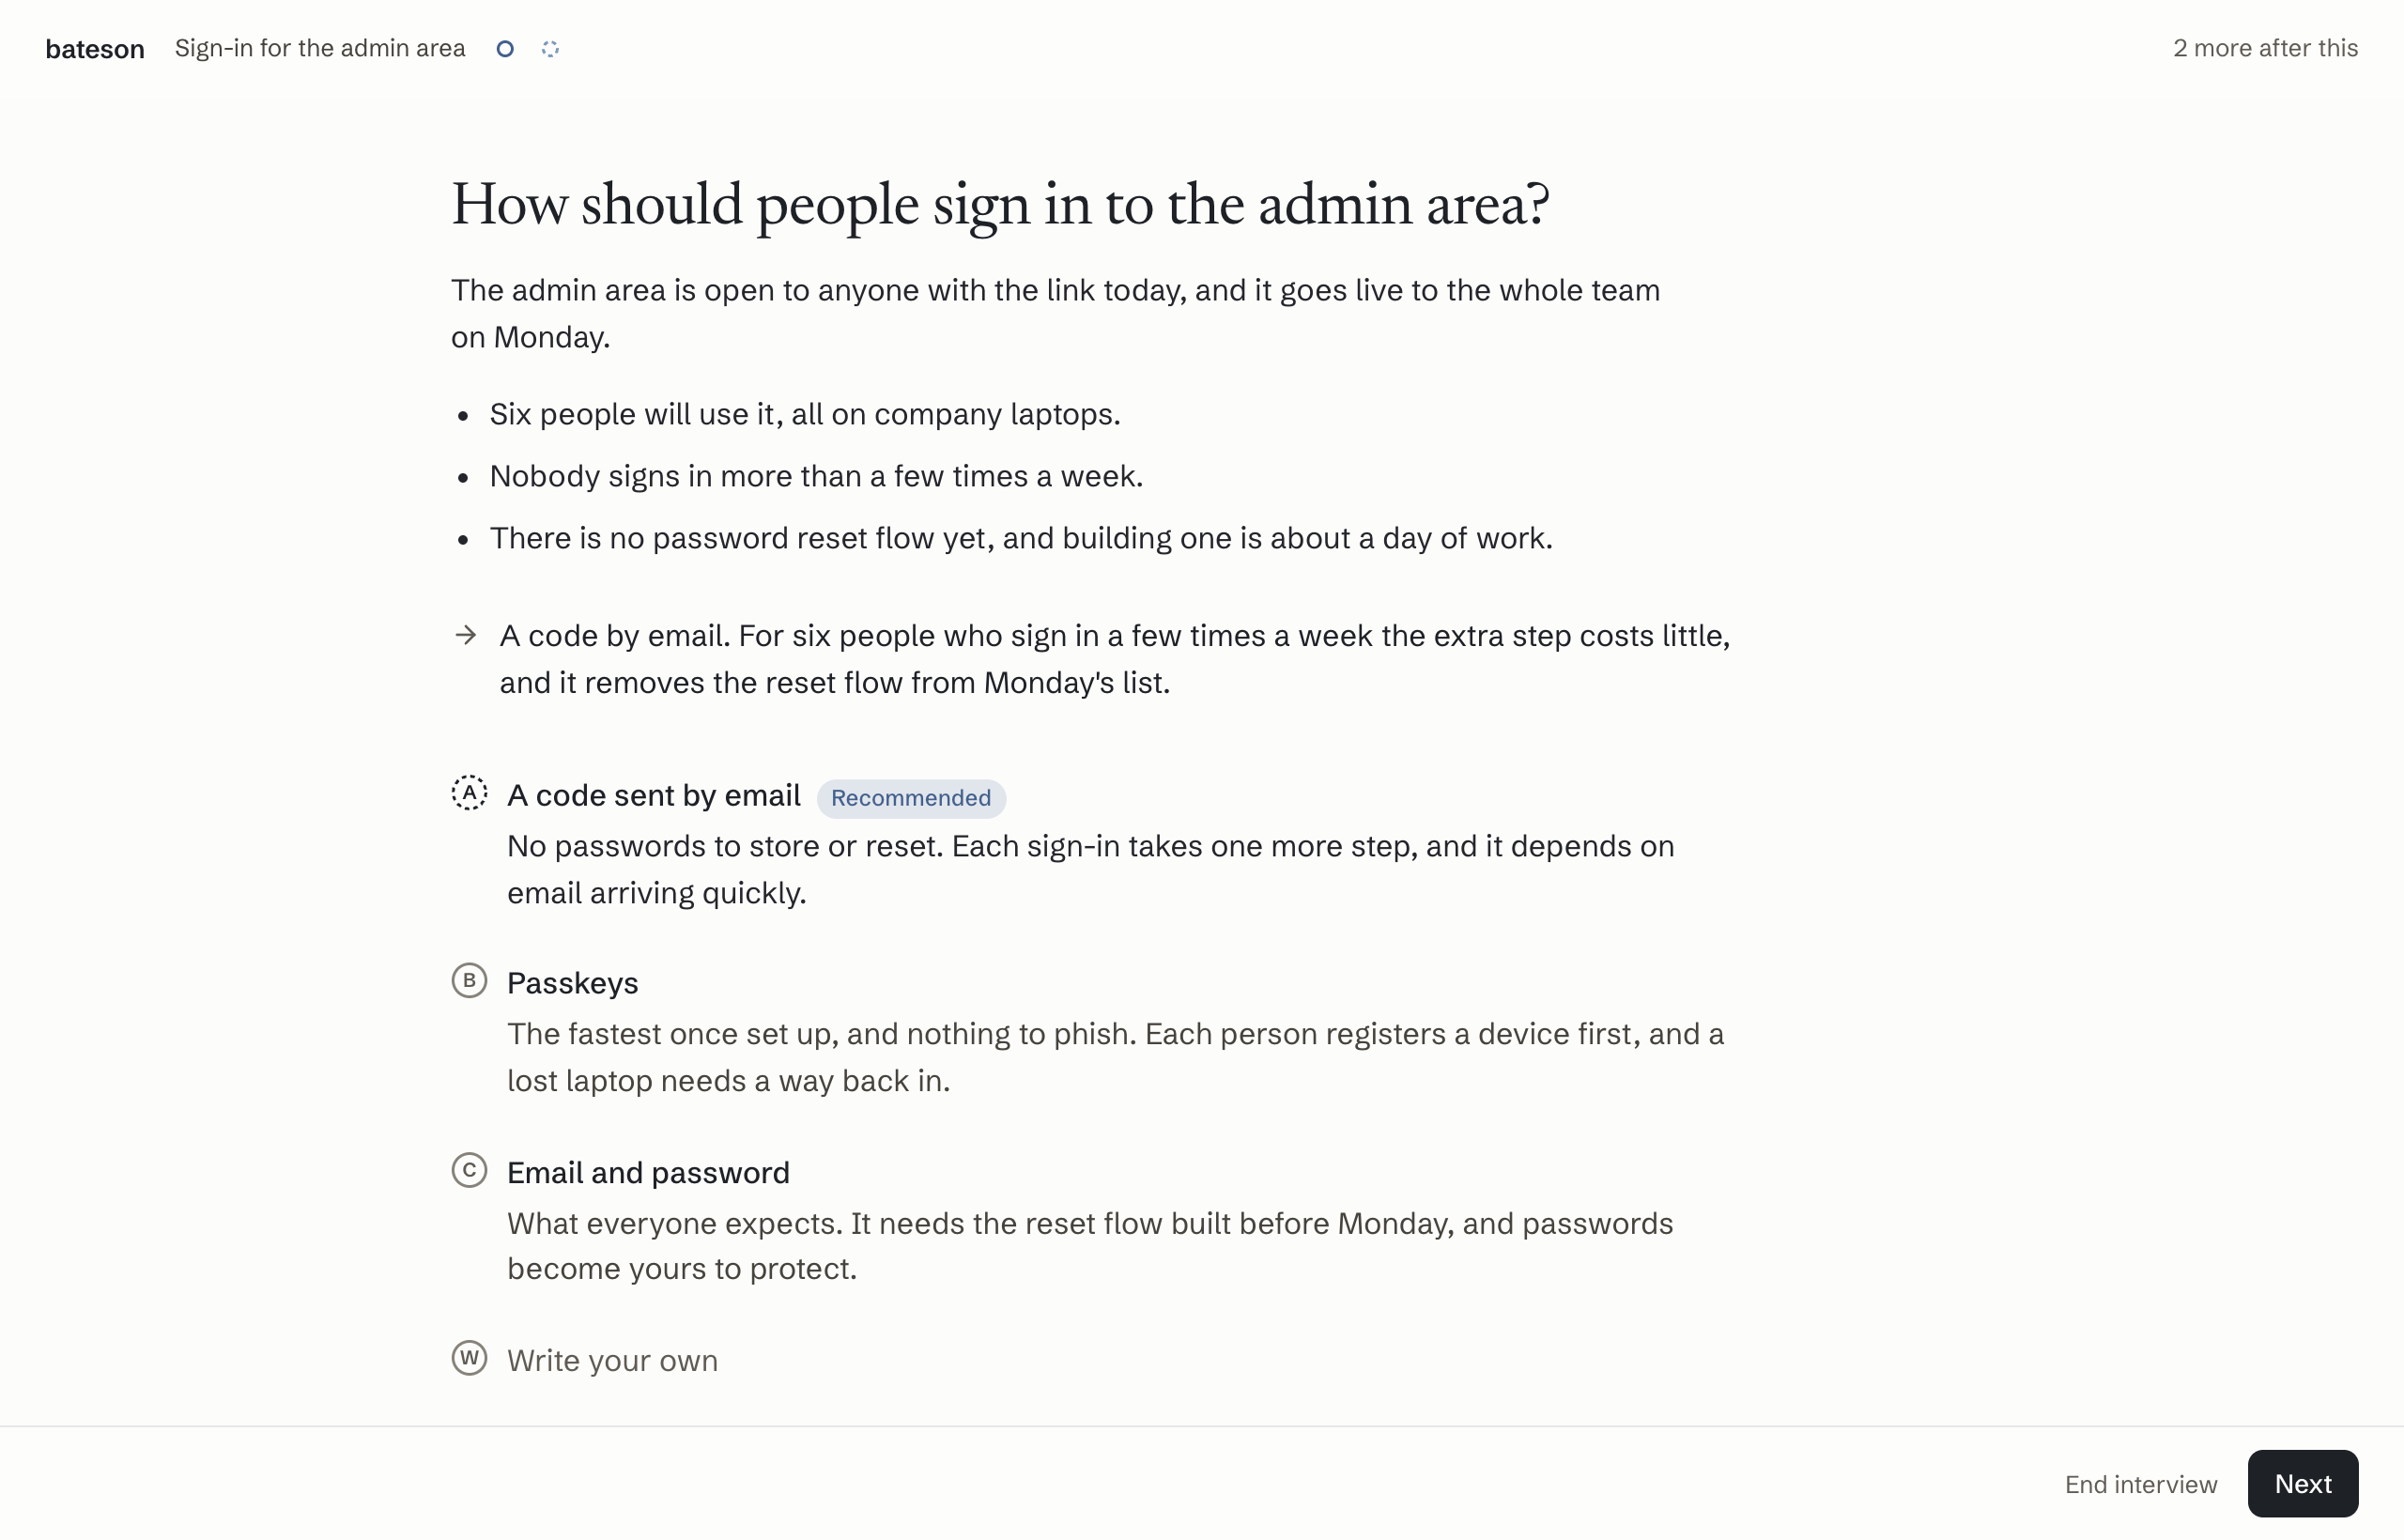 bateson Sign-in for the admin area 2 more after this
How should people sign in to the admin area?
The admin area is open to anyone with the link today, and it goes live to the whole team
on Monday.
• Six people will use it, all on company laptops.
• Nobody signs in more than a few times a week.
• There is no password reset flow yet, and building one is about a day of work.
→ A code by email. For six people who sign in a few times a week the extra step costs little,
and it removes the reset flow from Monday's list.
A A code sent by email Recommended
No passwords to store or reset. Each sign-in takes one more step, and it depends on
email arriving quickly.
B Passkeys
The fastest once set up, and nothing to phish. Each person registers a device first, and a
lost laptop needs a way back in.
C Email and password
What everyone expects. It needs the reset flow built before Monday, and passwords
become yours to protect.
W Write your own
End interview Next